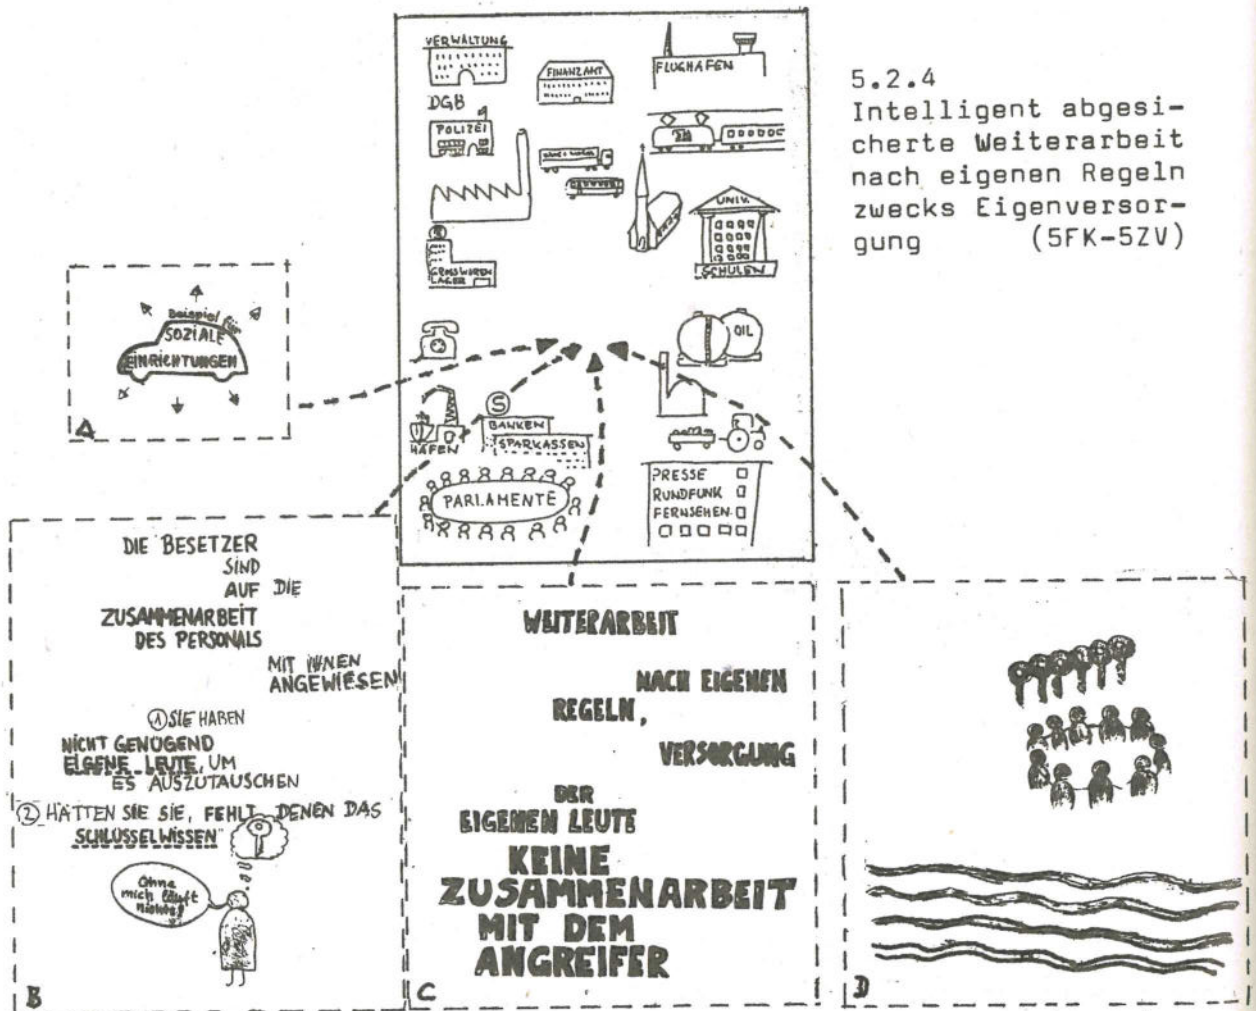 VERWALTUNG
FINANZAMT
FLUGHAFEN
DGB
POLIZEI
UNIV.
SCHULEN
GROSSWAREN
LAGER
OIL
S
BANKEN
SPARKASSEN
HÄFEN
PARLAMENTE
PRESSE
RUNDFUNK
FERNSEHEN
5.2.4
Intelligent abgesi-
cherte Weiterarbeit
nach eigenen Regeln
zwecks Eigenversor-
gung (5FK-5ZV)
Beispiel für
SOZIALE
EINRICHTUNGEN
A
DIE BESETZER
SIND
AUF DIE
ZUSAMMENARBEIT
DES PERSONALS
MIT IHNEN
ANGEWIESEN
① SIE HABEN
NICHT GENÜGEND
EIGENE LEUTE, UM
ES AUSZUTAUSCHEN
② HÄTTEN SIE SIE, FEHLT DENEN DAS
SCHLÜSSELWISSEN"
Ohne
mich läuft
nichts!
B
WEITERARBEIT
NACH EIGENEN
REGELN,
VERSORGUNG
DER
EIGENEN LEUTE
KEINE
ZUSAMMENARBEIT
MIT DEM
ANGREIFER
C
D